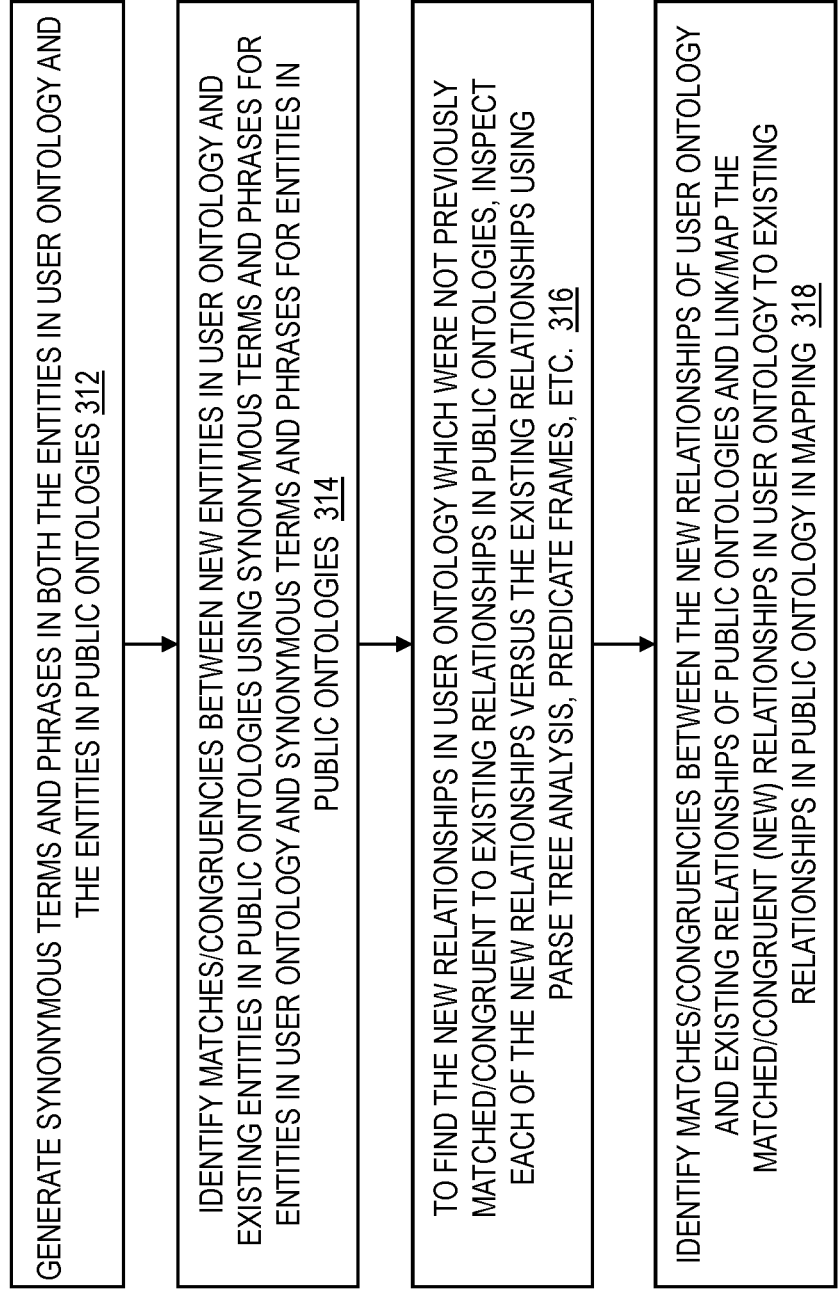 GENERATE SYNONYMOUS TERMS AND PHRASES IN BOTH THE ENTITIES IN USER ONTOLOGY AND
THE ENTITIES IN PUBLIC ONTOLOGIES 312
IDENTIFY MATCHES/CONGRUENCIES BETWEEN NEW ENTITIES IN USER ONTOLOGY AND
EXISTING ENTITIES IN PUBLIC ONTOLOGIES USING SYNONYMOUS TERMS AND PHRASES FOR
ENTITIES IN USER ONTOLOGY AND SYNONYMOUS TERMS AND PHRASES FOR ENTITIES IN
PUBLIC ONTOLOGIES 314
TO FIND THE NEW RELATIONSHIPS IN USER ONTOLOGY WHICH WERE NOT PREVIOUSLY
MATCHED/CONGRUENT TO EXISTING RELATIONSHIPS IN PUBLIC ONTOLOGIES, INSPECT
EACH OF THE NEW RELATIONSHIPS VERSUS THE EXISTING RELATIONSHIPS USING
PARSE TREE ANALYSIS, PREDICATE FRAMES, ETC. 316
IDENTIFY MATCHES/CONGRUENCIES BETWEEN THE NEW RELATIONSHIPS OF USER ONTOLOGY
AND EXISTING RELATIONSHIPS OF PUBLIC ONTOLOGIES AND LINK/MAP THE
MATCHED/CONGRUENT (NEW) RELATIONSHIPS IN USER ONTOLOGY TO EXISTING
RELATIONSHIPS IN PUBLIC ONTOLOGY IN MAPPING 318